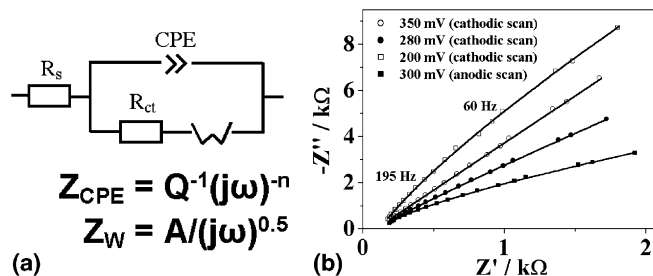 CPE
Rs
Rct
W
Z_CPE = Q⁻¹(jω)⁻ⁿ
Z_W = A/(jω)^0.5
(a)
350 mV (cathodic scan)
280 mV (cathodic scan)
200 mV (cathodic scan)
300 mV (anodic scan)
60 Hz
195 Hz
-Z'' / kΩ
8
6
4
2
0
0 1 2
Z' / kΩ
(b)